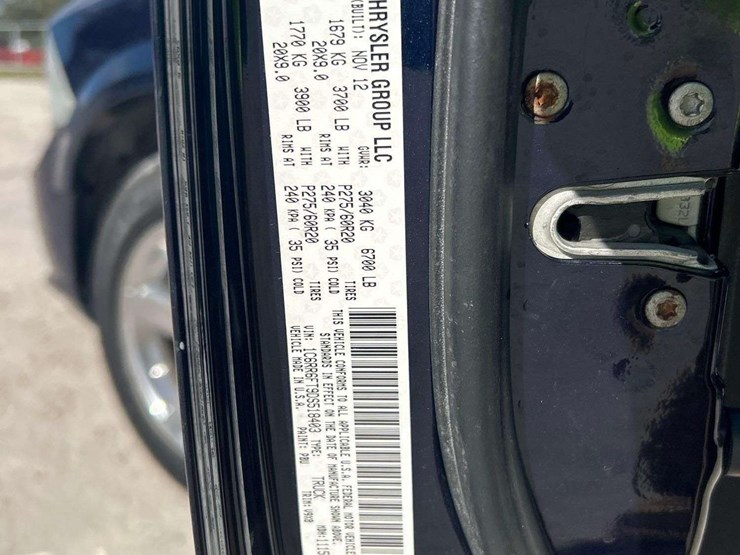 HRYSLER GROUP LLC
BUILT): NOV 12 GVWR: 3040 KG 6700 LB
1679 KG 3700 LB WITH P275/60R20 TIRES
20X9.0 RIMS AT 240 KPA ( 35 PSI) COLD
1770 KG 3900 LB WITH P275/60R20 TIRES
20X9.0 RIMS AT 240 KPA ( 35 PSI) COLD
THIS VEHICLE CONFORMS TO ALL APPLICABLE U.S.A. FEDERAL MOTOR VEHICLE
STANDARDS IN EFFECT ON THE DATE OF MANUFACTURE SHOWN ABOVE.
VIN: 1C6RR6FT9DS518403 TYPE: TRUCK
VEHICLE MADE IN U.S.A. PAINT: PBU TRIM: